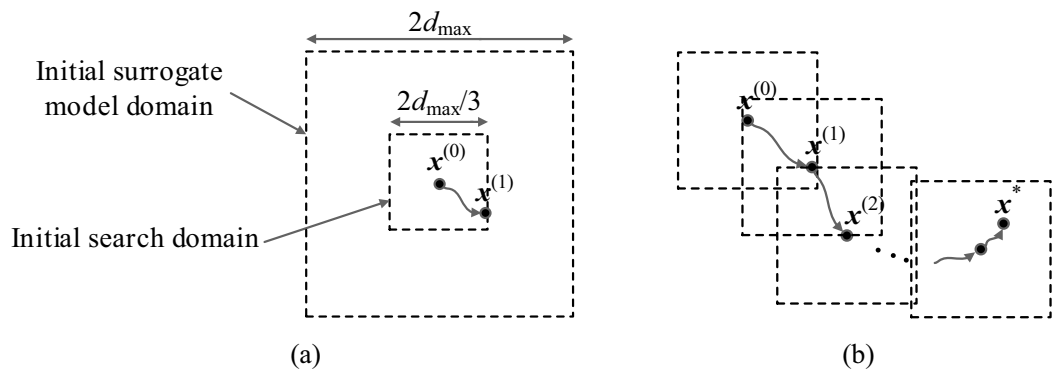 2d_max
Initial surrogate
model domain
2d_max/3
x^(0)
x^(1)
Initial search domain
(a)
x^(0)
x^(1)
x^(2)
. . .
x^*
(b)